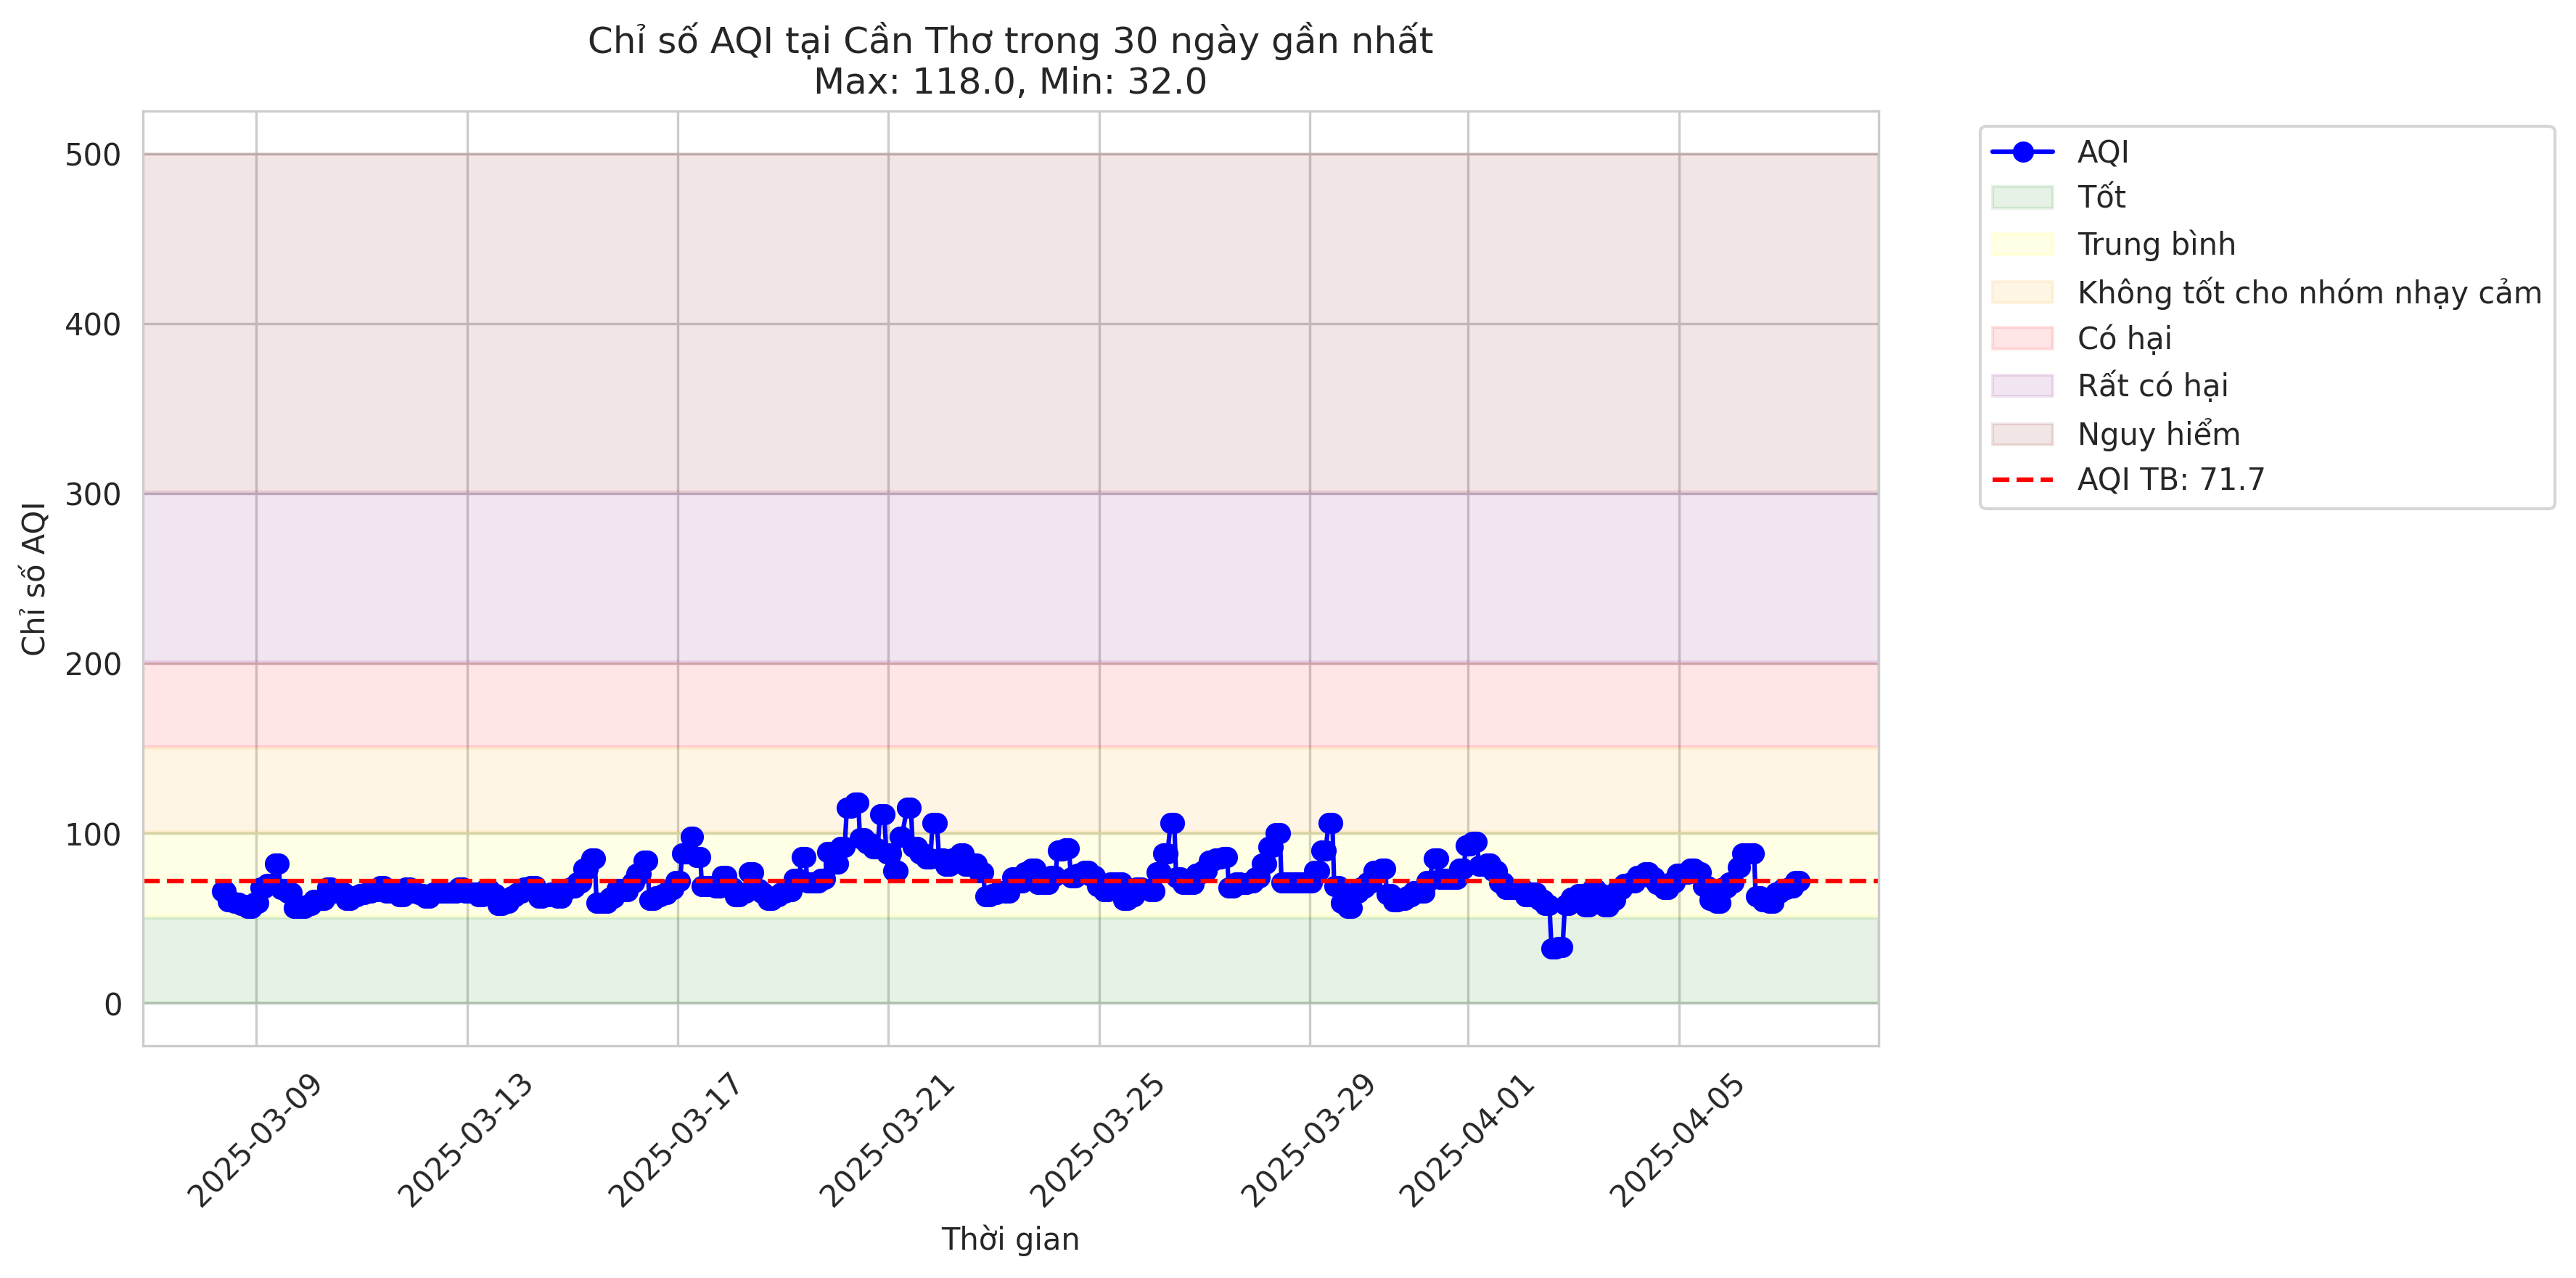 Chỉ số AQI tại Cần Thơ trong 30 ngày gần nhất
Max: 118.0, Min: 32.0
Chỉ số AQI
500
400
300
200
100
0
2025-03-09
2025-03-13
2025-03-17
2025-03-21
2025-03-25
2025-03-29
2025-04-01
2025-04-05
Thời gian
AQI
Tốt
Trung bình
Không tốt cho nhóm nhạy cảm
Có hại
Rất có hại
Nguy hiểm
AQI TB: 71.7